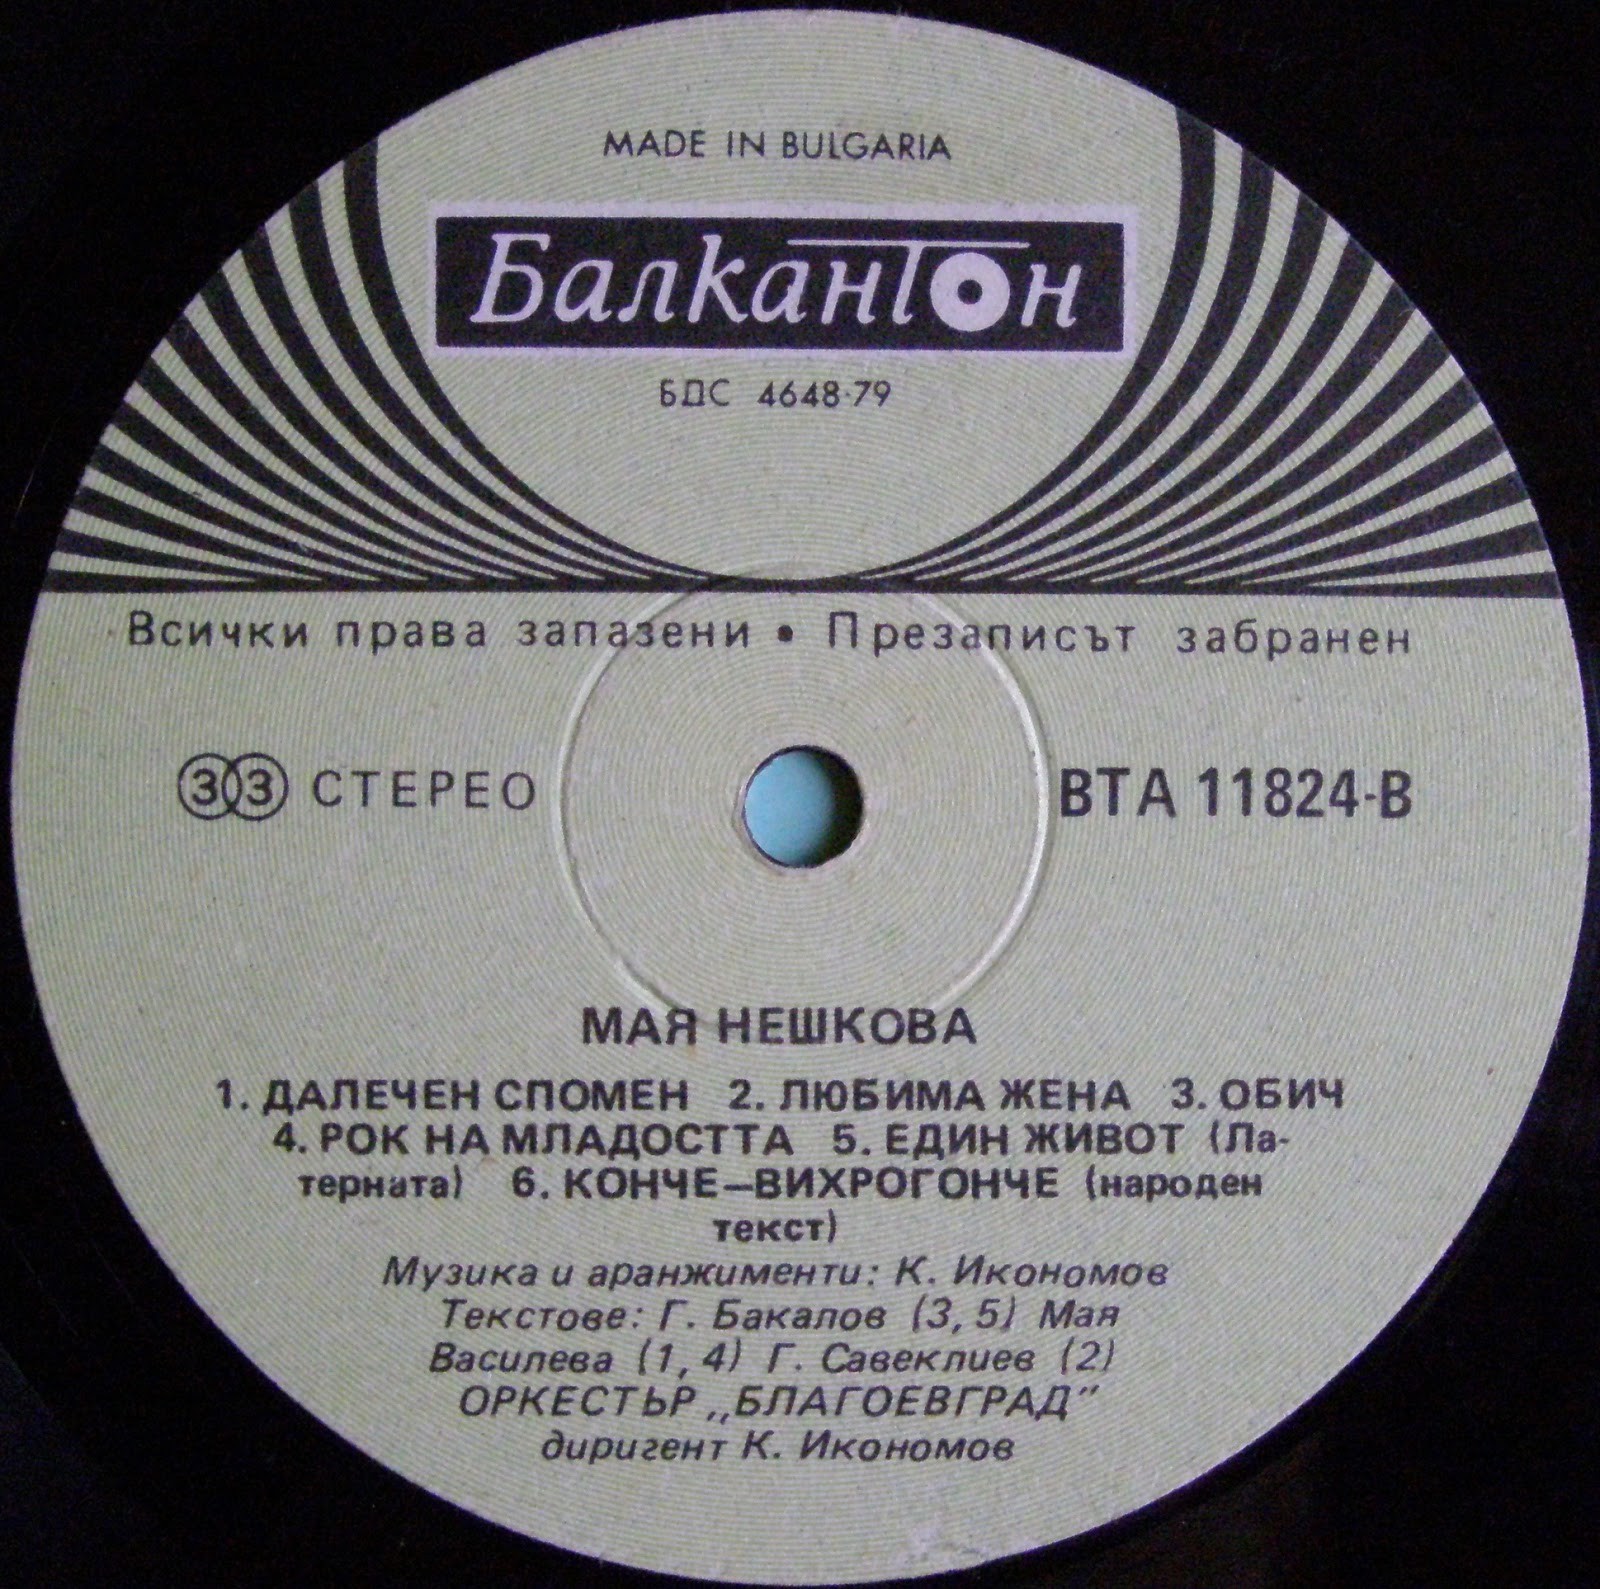 MADE IN BULGARIA
Балкантон
БДС 4648-79
Всички права запазени • Презаписът забранен
33 СТЕРЕО ВТА 11824-В
МАЯ НЕШКОВА
1. ДАЛЕЧЕН СПОМЕН 2. ЛЮБИМА ЖЕНА 3. ОБИЧ
4. РОК НА МЛАДОСТТА 5. ЕДИН ЖИВОТ (Ла-
терната) 6. КОНЧЕ–ВИХРОГОНЧЕ (народен
текст)
Музика и аранжименти: К. Икономов
Текстове: Г. Бакалов (3, 5) Мая
Василева (1, 4) Г. Савеклиев (2)
ОРКЕСТЬР „БЛАГОЕВГРАД”
диригент К. Икономов